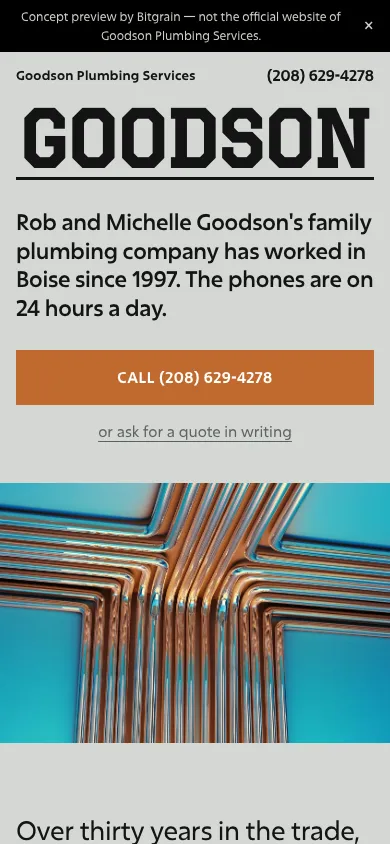 Concept preview by Bitgrain — not the official website of
Goodson Plumbing Services.
×
Goodson Plumbing Services
(208) 629-4278
GOODSON
Rob and Michelle Goodson's family
plumbing company has worked in
Boise since 1997. The phones are on
24 hours a day.
CALL (208) 629-4278
or ask for a quote in writing
Over thirty years in the trade,